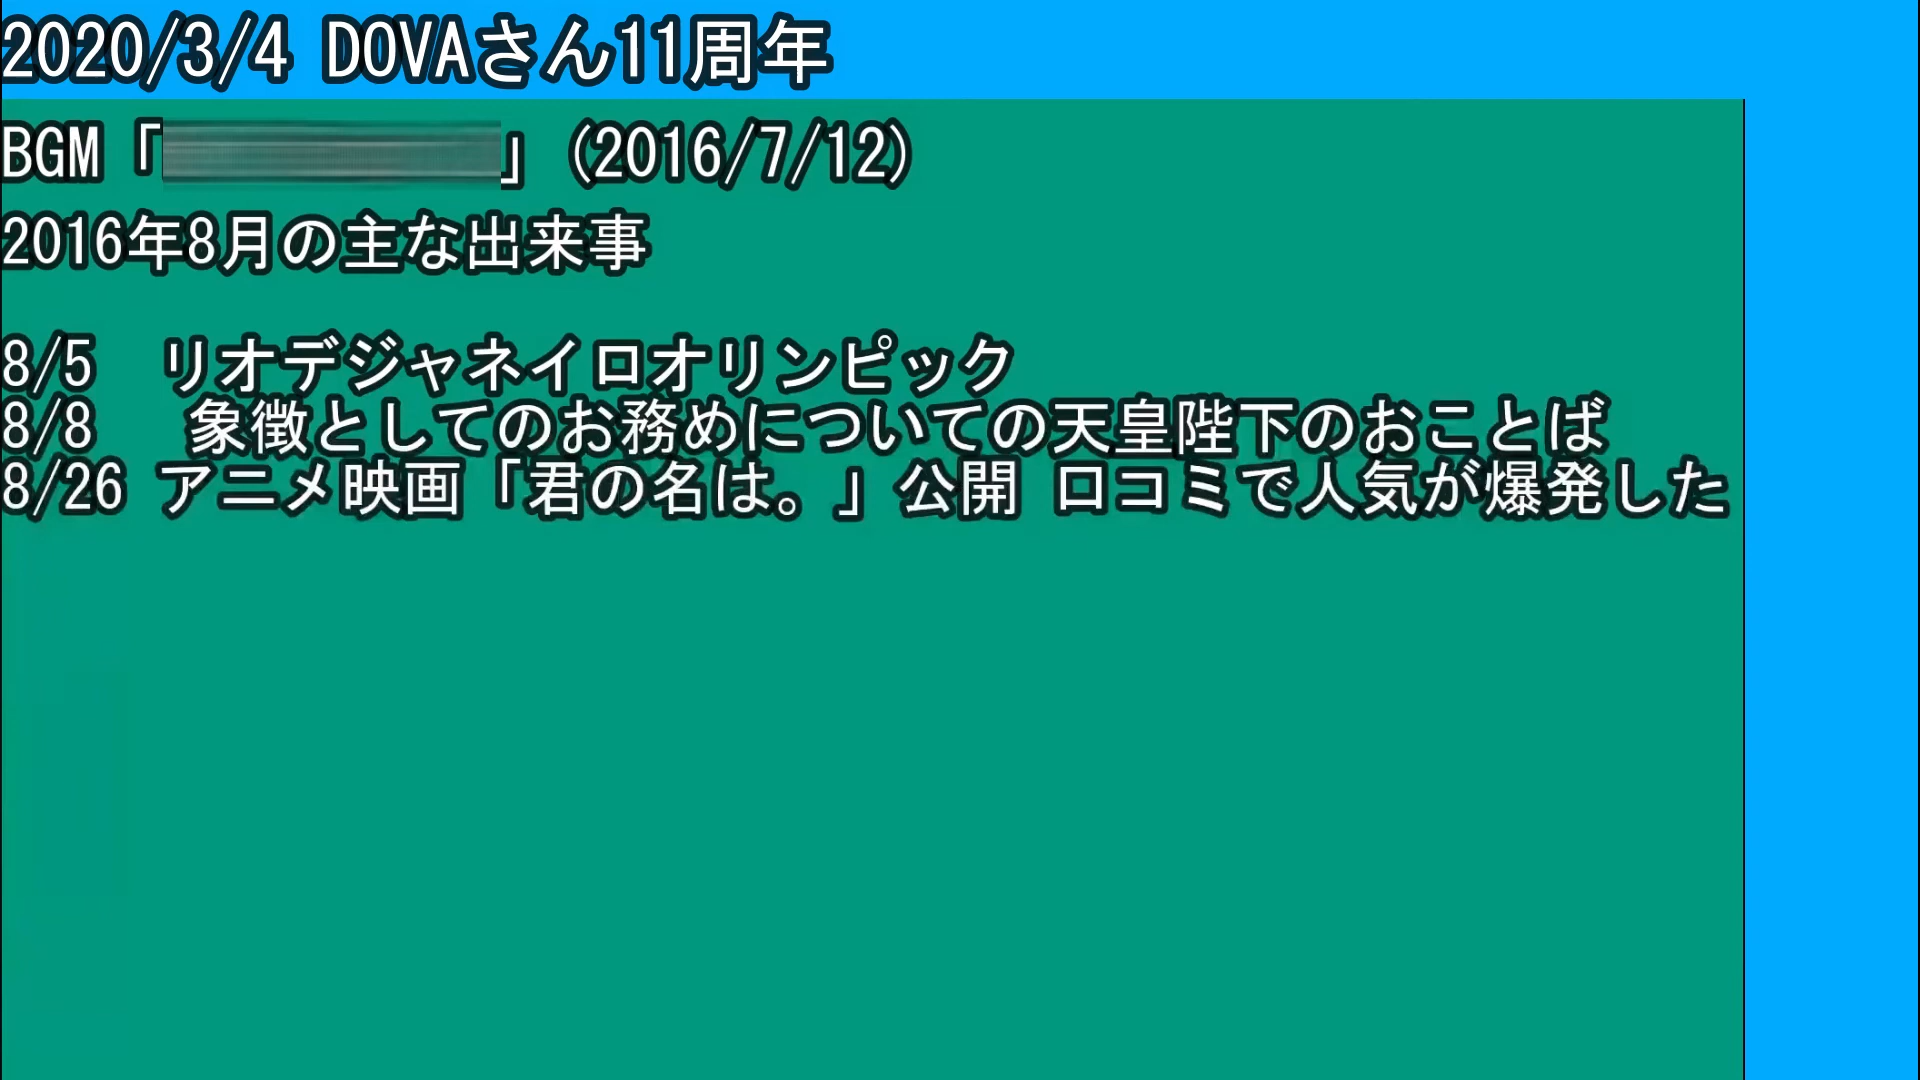 2020/3/4 DOVAさん11周年
BGM「」(2016/7/12)
2016年8月の主な出来事
8/5 リオデジャネイロオリンピック
8/8 象徴としてのお務めについての天皇陛下のおことば
8/26 アニメ映画「君の名は。」公開 口コミで人気が爆発した